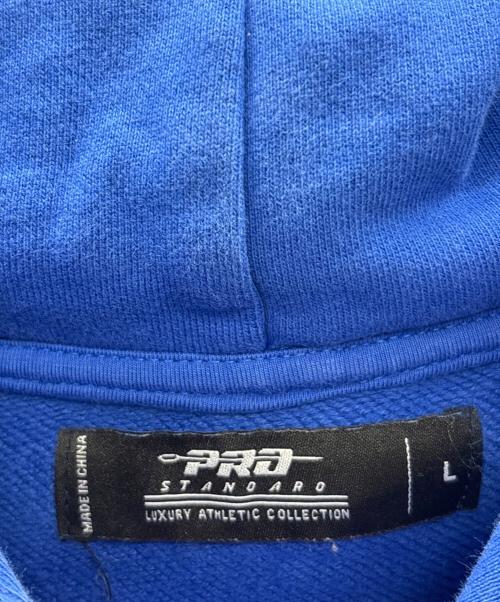 MADE IN CHINA
PRO
STANDARD
LUXURY ATHLETIC COLLECTION
L